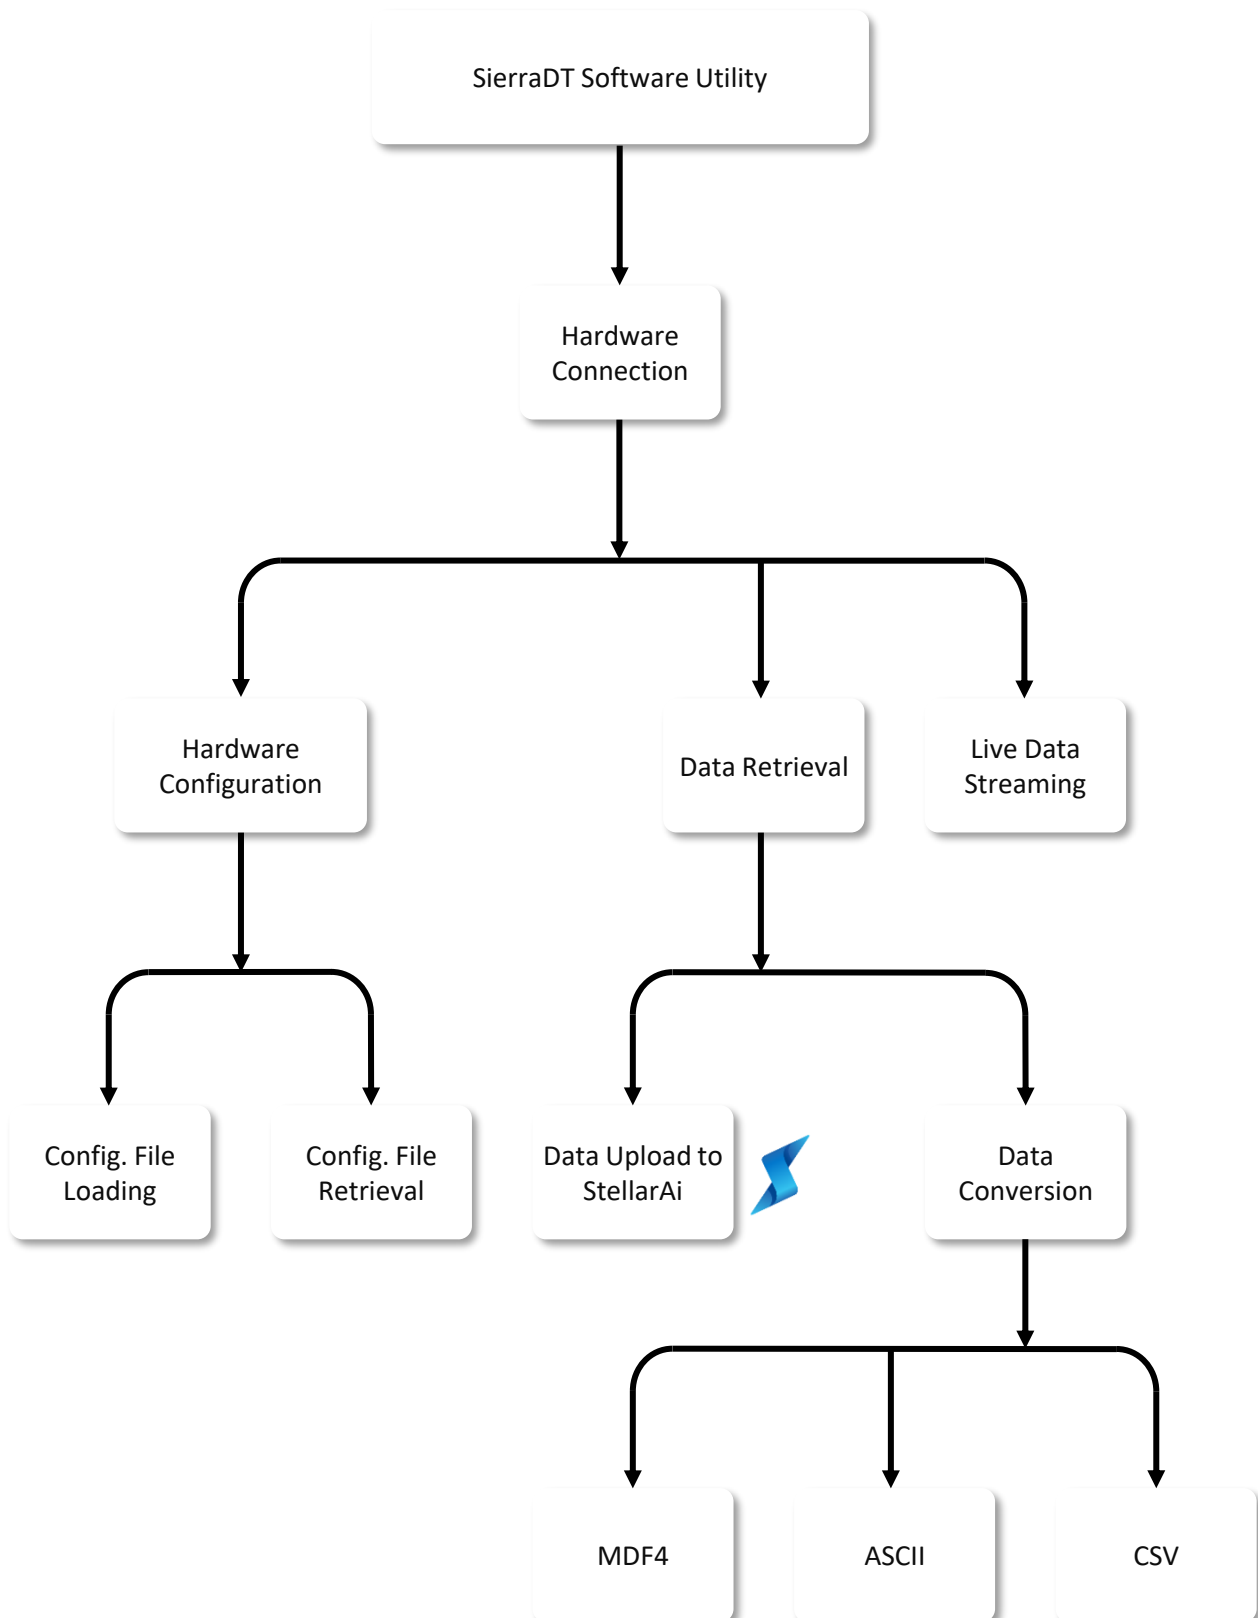 SierraDT Software Utility
Hardware
Connection
Hardware
Configuration
Data Retrieval
Live Data
Streaming
Config. File
Loading
Config. File
Retrieval
Data Upload to
StellarAi
Data
Conversion
MDF4
ASCII
CSV